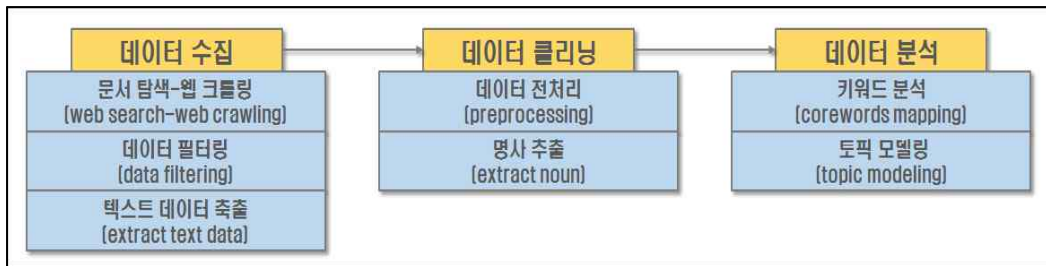 데이터 수집
문서 탐색-웹 크롤링
(web search-web crawling)
데이터 필터링
(data filtering)
텍스트 데이터 축출
(extract text data)
데이터 클리닝
데이터 전처리
(preprocessing)
명사 추출
(extract noun)
데이터 분석
키워드 분석
(corewords mapping)
토픽 모델링
(topic modeling)